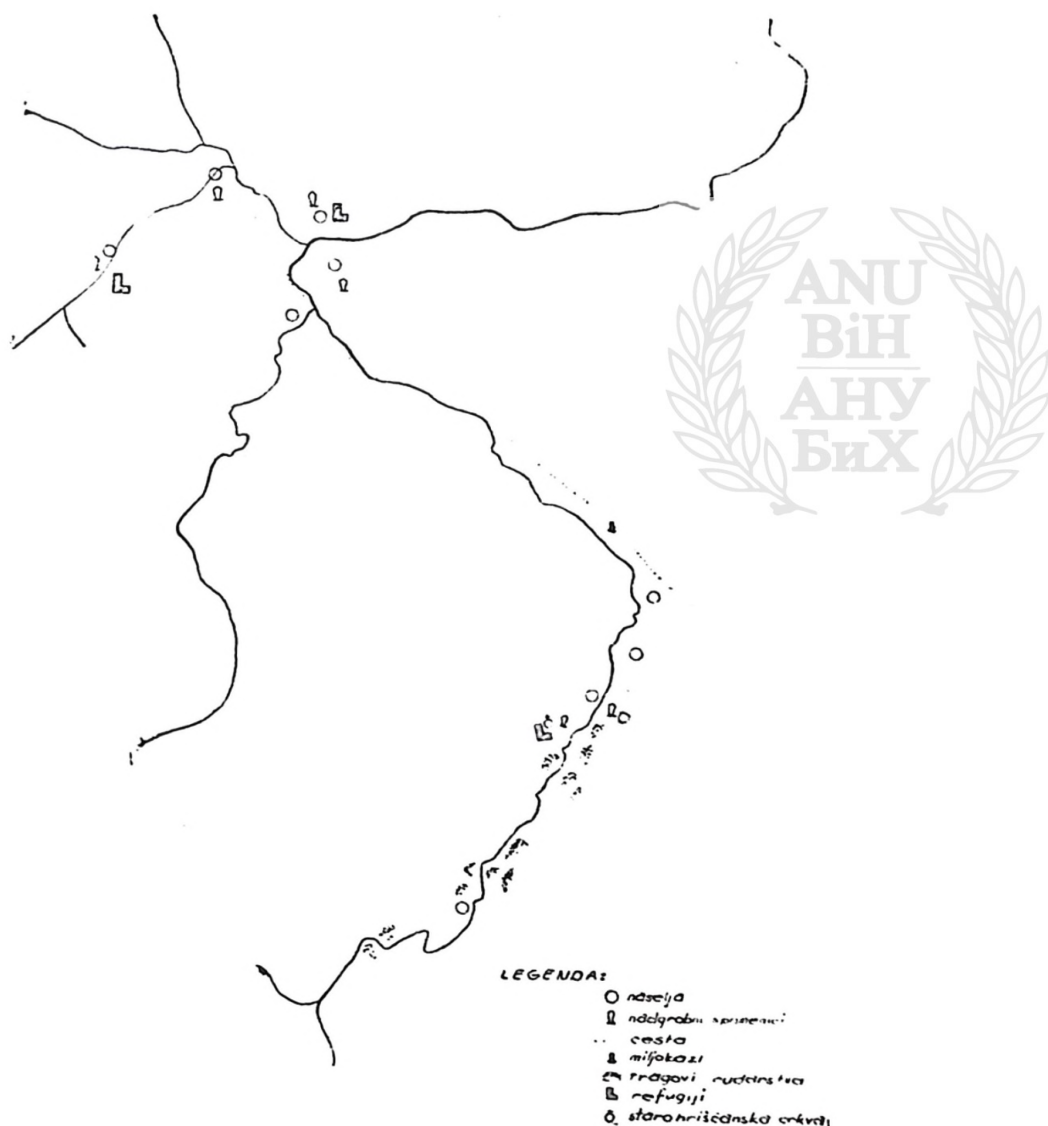 ANU
BiH
АНУ
БиХ
LEGENDA:
naselja
nadgrobni spomenici
cesta
miljokazi
tragovi rudarstva
refugiji
starohrišćanska crkva